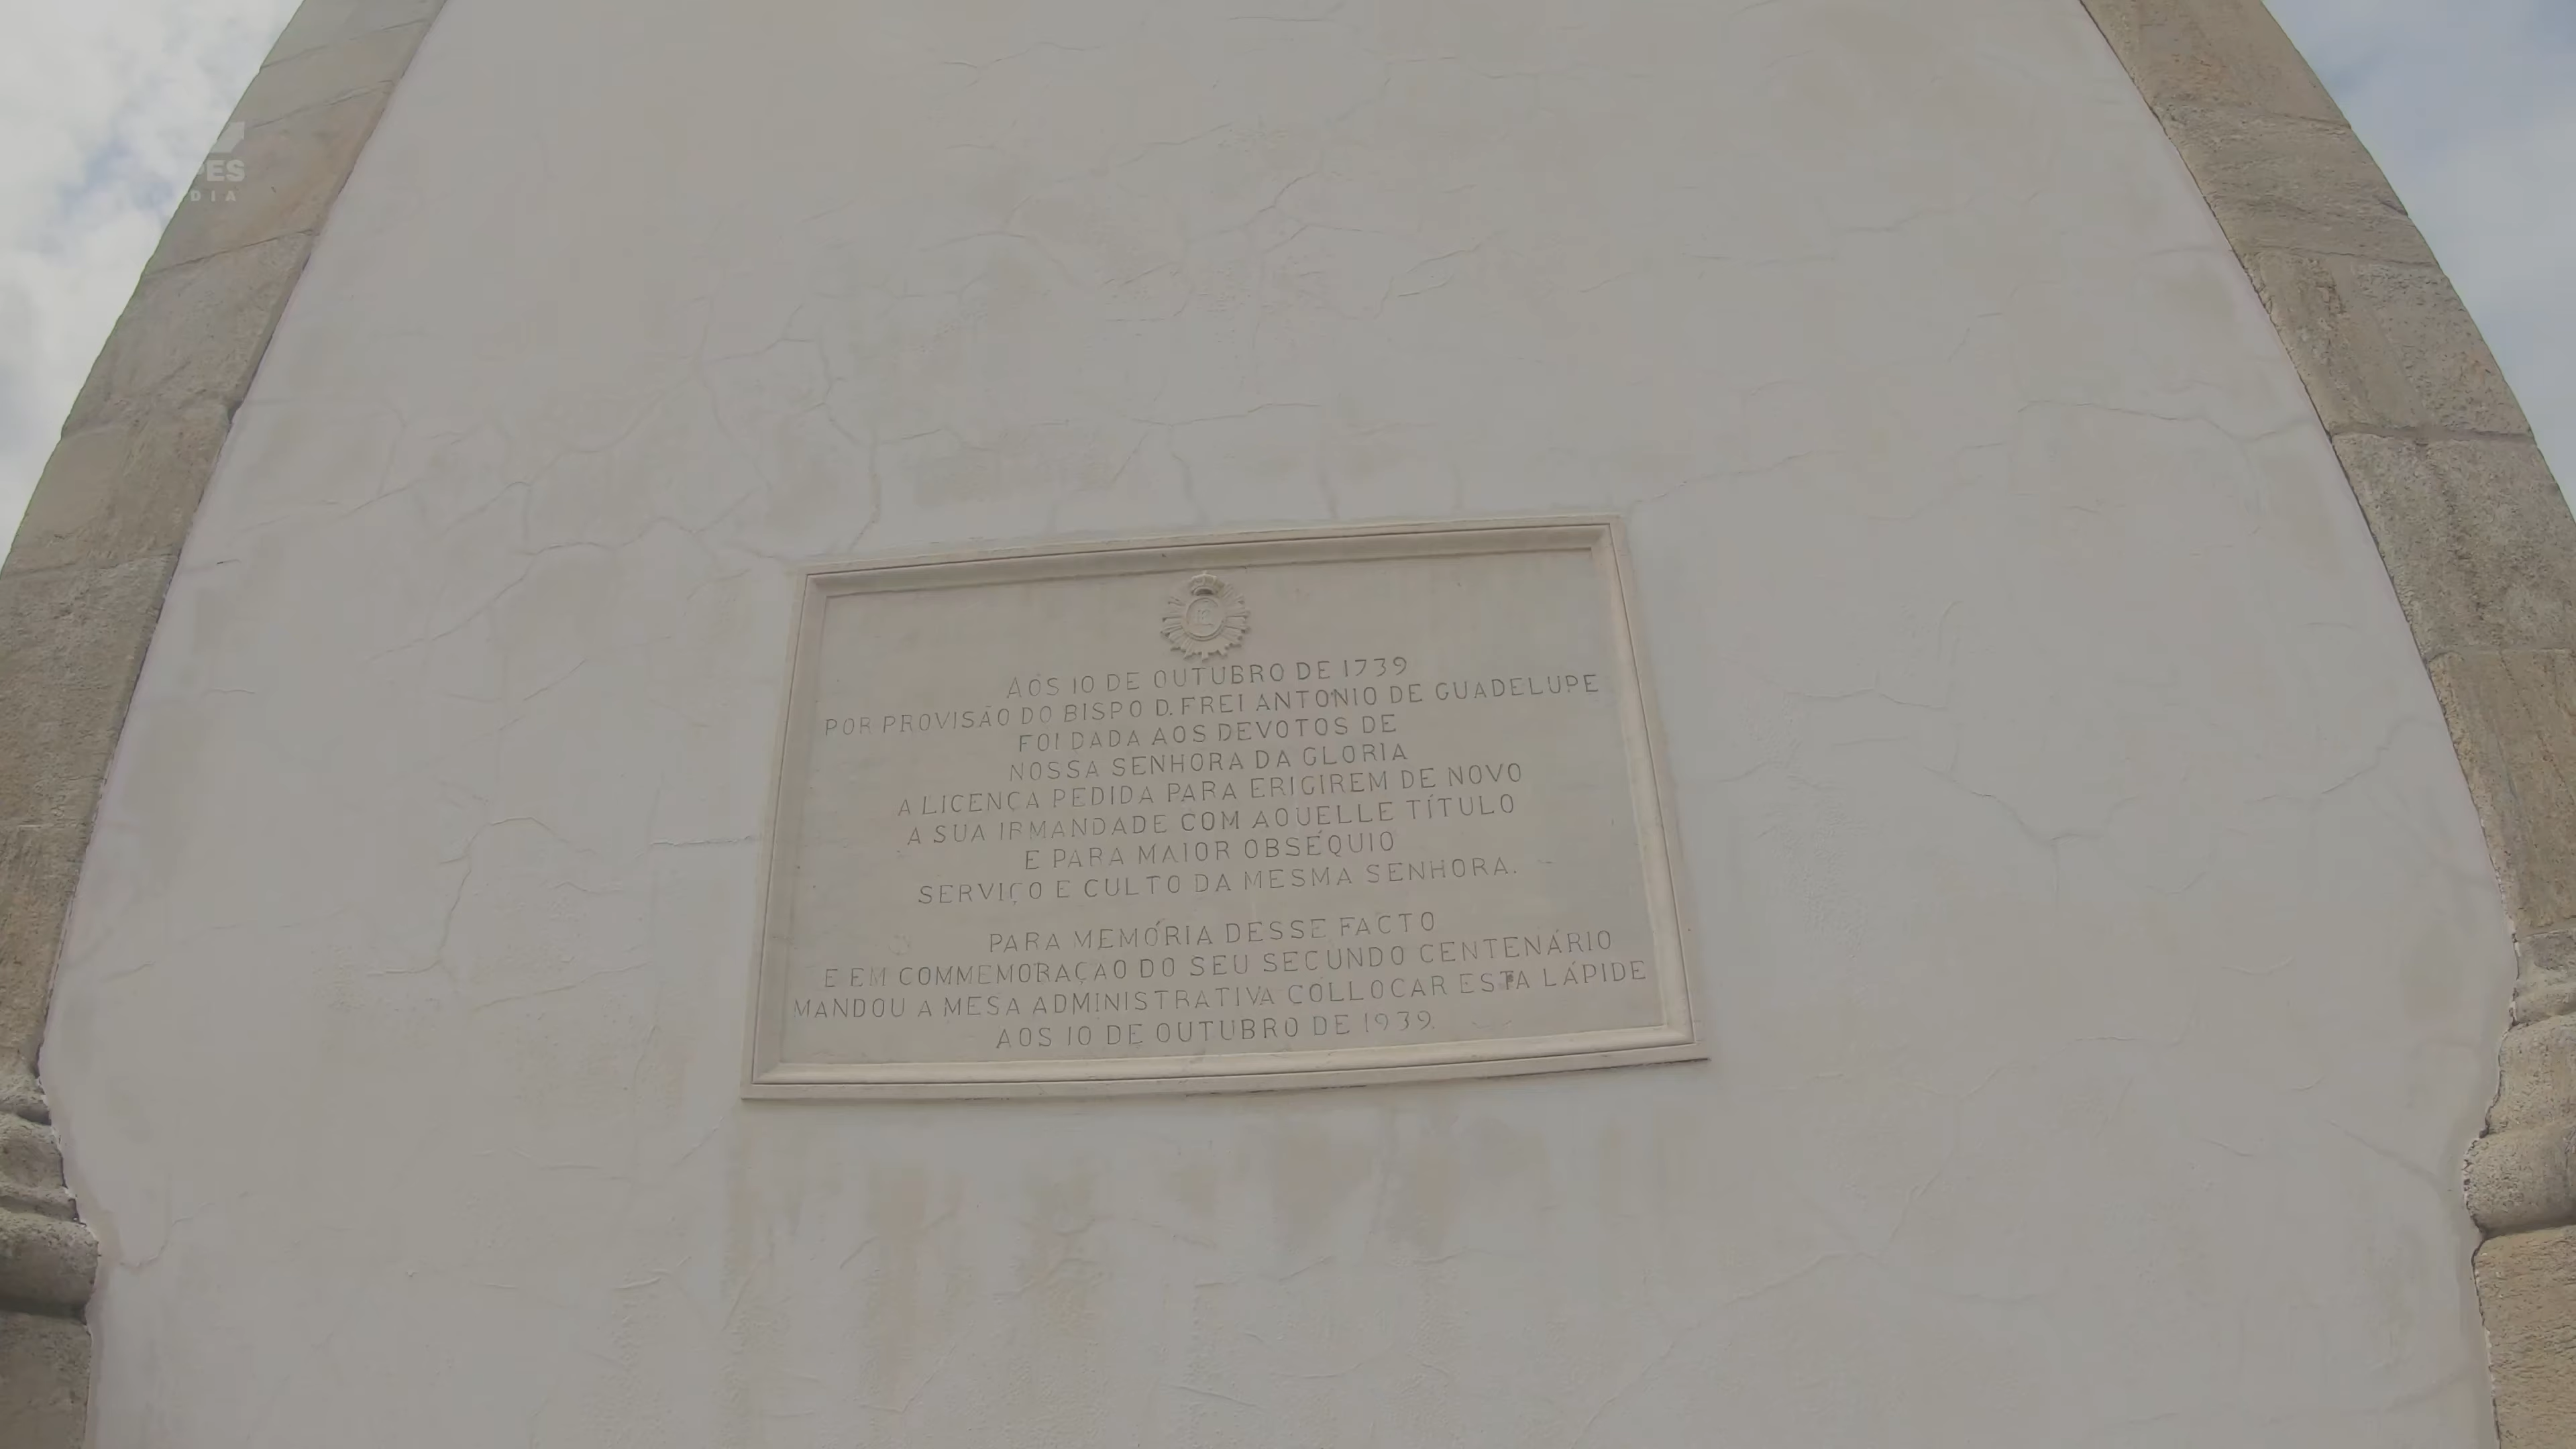 PES
DIA
AOS 10 DE OUTUBRO DE 1739
POR PROVISÃO DO BISPO D. FREI ANTONIO DE GUADELUPE
FOI DADA AOS DEVOTOS DE
NOSSA SENHORA DA GLORIA
A LICENÇA PEDIDA PARA ERIGIREM DE NOVO
A SUA IRMANDADE COM AQUELLE TÍTULO
E PARA MAIOR OBSÉQUIO
SERVIÇO E CULTO DA MESMA SENHORA.
PARA MEMÓRIA DESSE FACTO
E EM COMMEMORAÇAO DO SEU SECUNDO CENTENÁRIO
MANDOU A MESA ADMINISTRATIVA COLLOCAR ESTA LÁPIDE
AOS 10 DE OUTUBRO DE 1939.